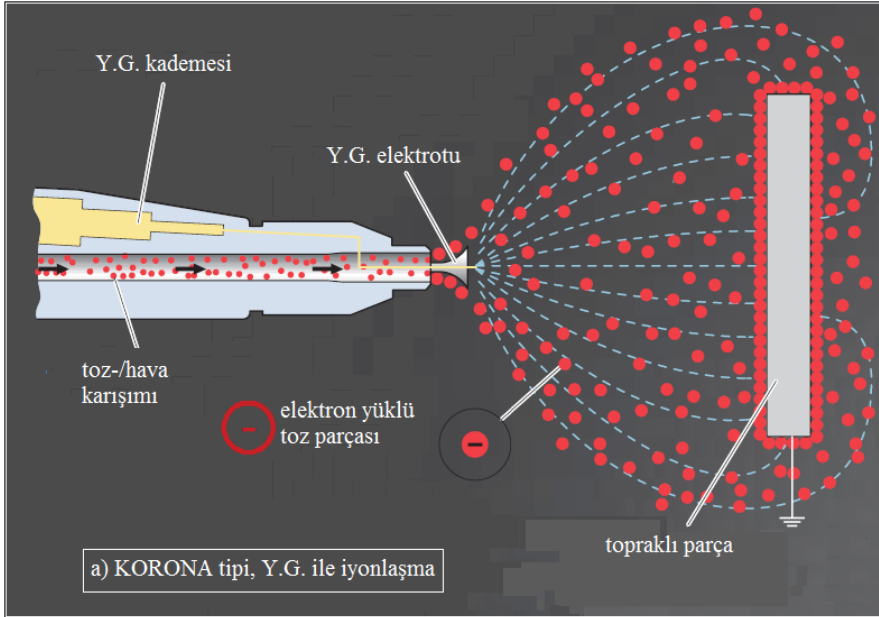 Y.G. kademesi
Y.G. elektrotu
toz-/hava
karışımı
elektron yüklü
toz parçası
topraklı parça
a) KORONA tipi, Y.G. ile iyonlaşma